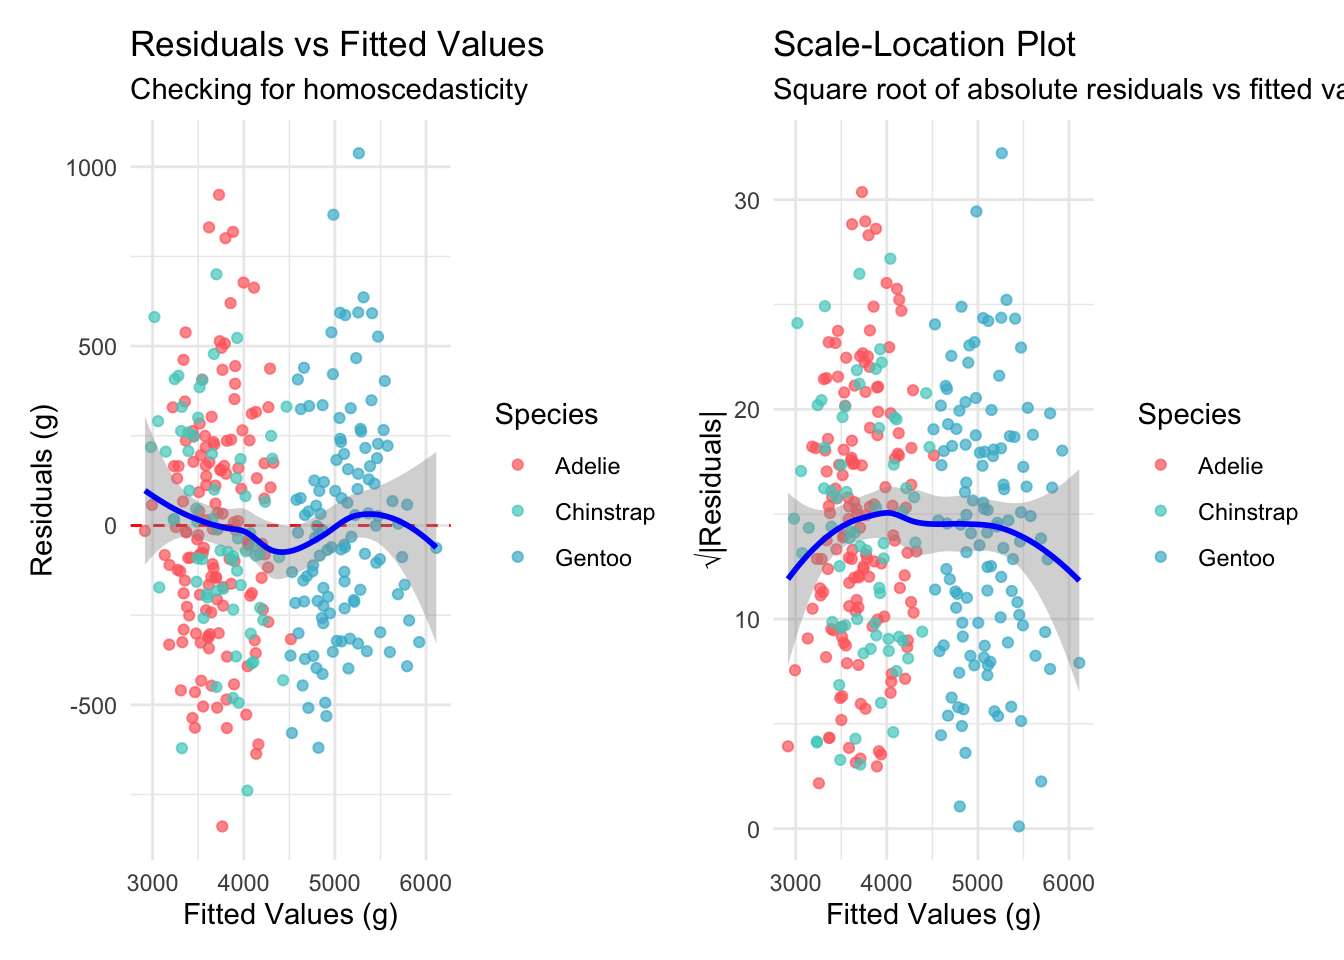 Residuals vs Fitted Values
Checking for homoscedasticity
1000
500
0
-500
3000 4000 5000 6000
Fitted Values (g)
Residuals (g)
Species
Adelie
Chinstrap
Gentoo
Scale-Location Plot
Square root of absolute residuals vs fitted va
30
20
10
0
3000 4000 5000 6000
Fitted Values (g)
√|Residuals|
Species
Adelie
Chinstrap
Gentoo